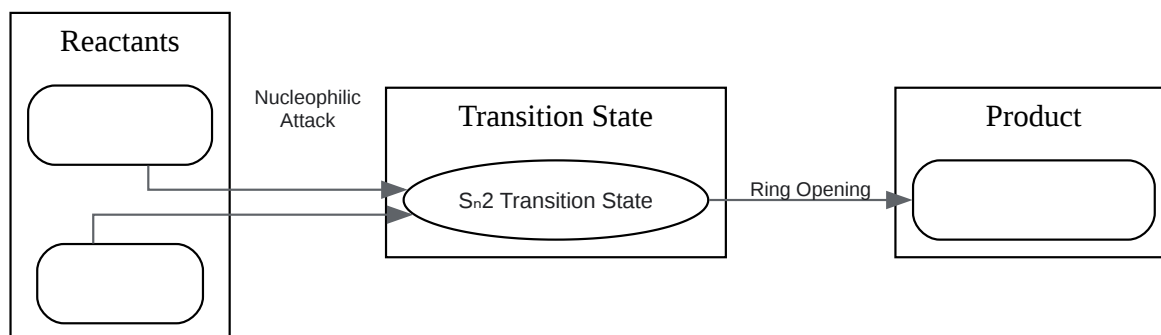 Reactants
Nucleophilic
Attack
Transition State
Sₙ2 Transition State
Ring Opening
Product